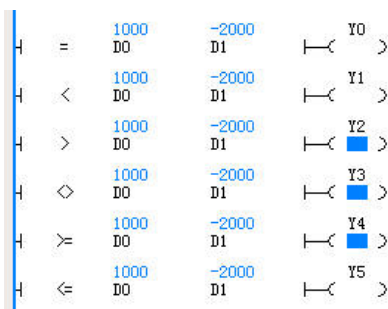 1000 -2000 Y0
= D0 D1
1000 -2000 Y1
< D0 D1
1000 -2000 Y2
> D0 D1
1000 -2000 Y3
<> D0 D1
1000 -2000 Y4
>= D0 D1
1000 -2000 Y5
<= D0 D1